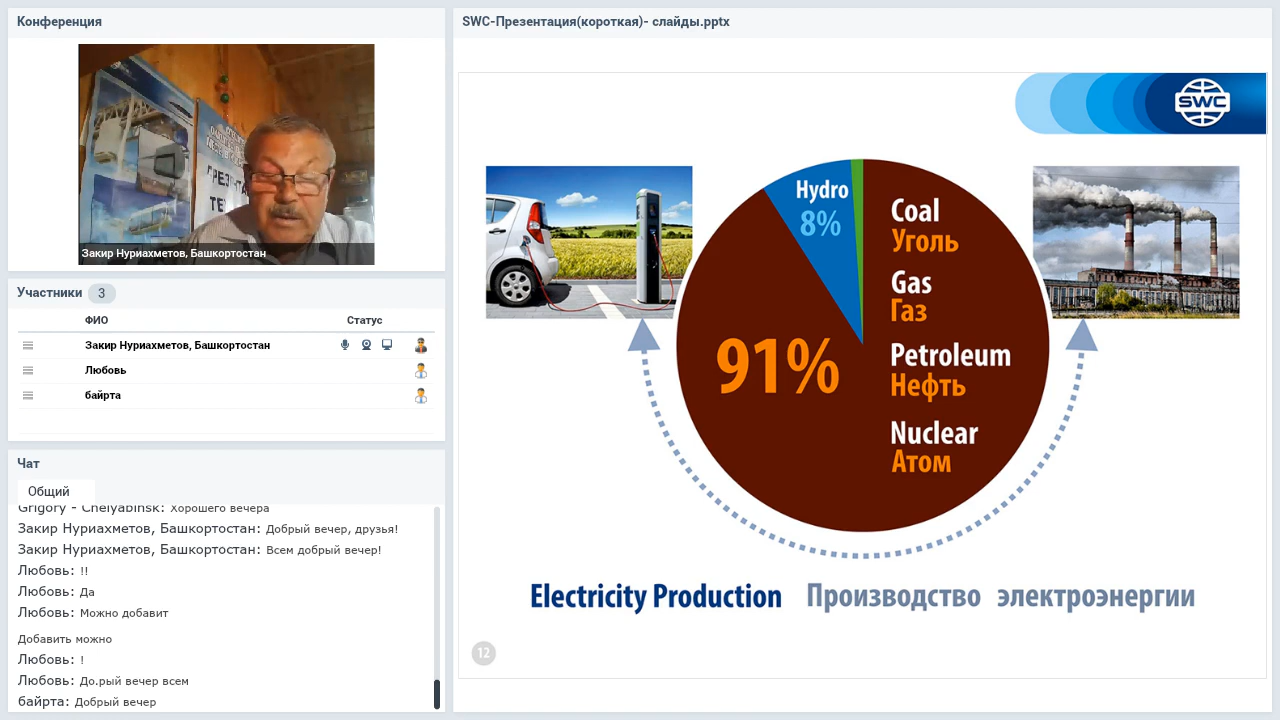 Конференция
Закир Нуриахметов, Башкортостан
Участники 3
ФИО Статус
Закир Нуриахметов, Башкортостан
Любовь
байрта
Чат
Общий
Grigory - Chelyabinsk: Хорошего вечера
Закир Нуриахметов, Башкортостан: Добрый вечер, друзья!
Закир Нуриахметов, Башкортостан: Всем добрый вечер!
Любовь: !!
Любовь: Да
Любовь: Можно добавит
Добавить можно
Любовь: !
Любовь: До.рый вечер всем
байрта: Добрый вечер
SWC-Презентация(короткая)- слайды.pptx
SWC
Hydro
8%
91%
Coal
Уголь
Gas
Газ
Petroleum
Нефть
Nuclear
Атом
Electricity Production Производство электроэнергии
12